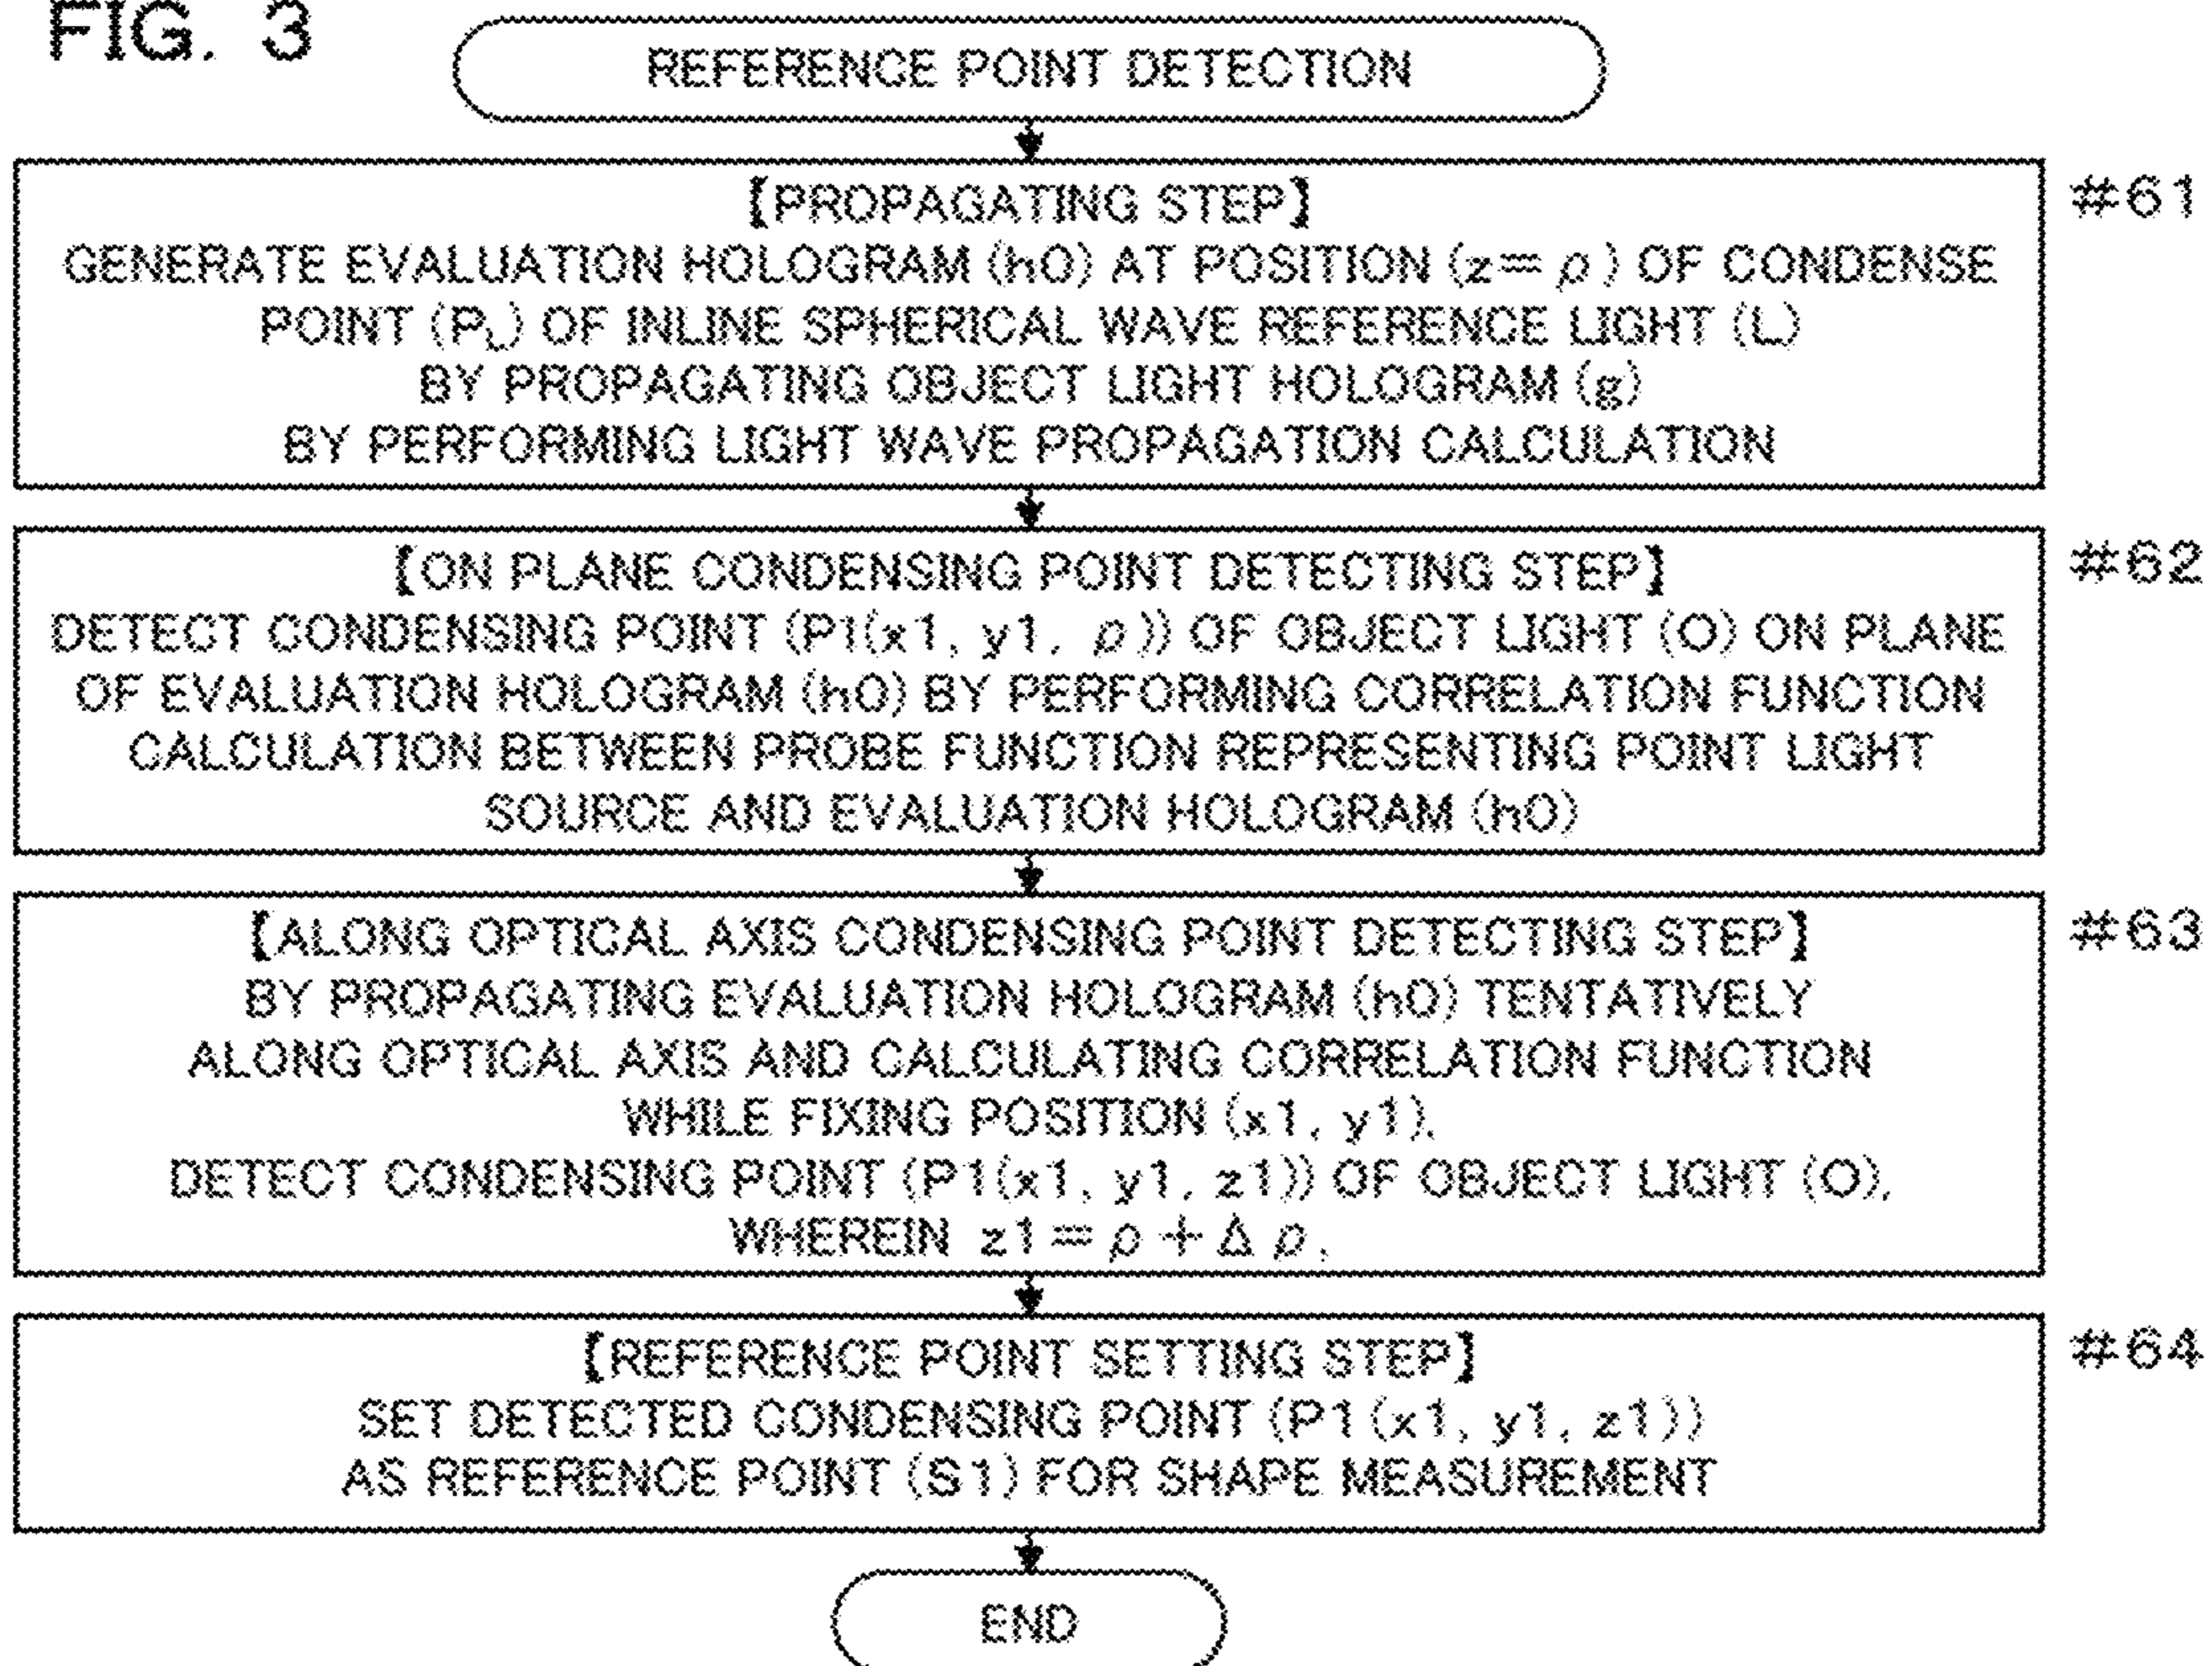 FIG. 3
REFERENCE POINT DETECTION
【PROPAGATING STEP】
#61
GENERATE EVALUATION HOLOGRAM (h0) AT POSITION (z=ρ) OF CONDENSE
POINT (PL) OF INLINE SPHERICAL WAVE REFERENCE LIGHT (L)
BY PROPAGATING OBJECT LIGHT HOLOGRAM (g)
BY PERFORMING LIGHT WAVE PROPAGATION CALCULATION
【ON PLANE CONDENSING POINT DETECTING STEP】
#62
DETECT CONDENSING POINT (P1(x1, y1, ρ)) OF OBJECT LIGHT (O) ON PLANE
OF EVALUATION HOLOGRAM (h0) BY PERFORMING CORRELATION FUNCTION
CALCULATION BETWEEN PROBE FUNCTION REPRESENTING POINT LIGHT
SOURCE AND EVALUATION HOLOGRAM (h0)
【ALONG OPTICAL AXIS CONDENSING POINT DETECTING STEP】
#63
BY PROPAGATING EVALUATION HOLOGRAM (h0) TENTATIVELY
ALONG OPTICAL AXIS AND CALCULATING CORRELATION FUNCTION
WHILE FIXING POSITION (x1, y1),
DETECT CONDENSING POINT (P1(x1, y1, z1)) OF OBJECT LIGHT (O),
WHEREIN z1=ρ+Δρ.
【REFERENCE POINT SETTING STEP】
#64
SET DETECTED CONDENSING POINT (P1(x1, y1, z1))
AS REFERENCE POINT (S1) FOR SHAPE MEASUREMENT
END